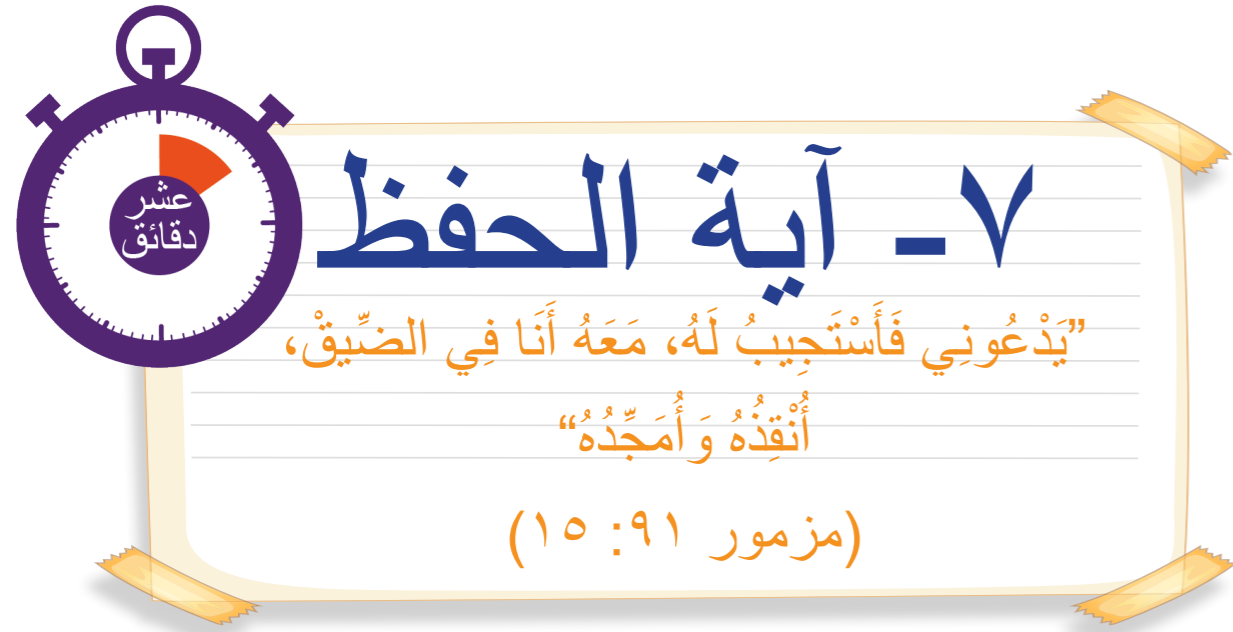 ٧- آية الحفظ
عشر
دقائق
”يَدْعُونِي فَأَسْتَجِيبُ لَهُ، مَعَهُ أَنَا فِي الضِّيقْ،
أُنْقِذُهُ وَأُمَجِّدُهُ“
(مزمور ٩١: ١٥)